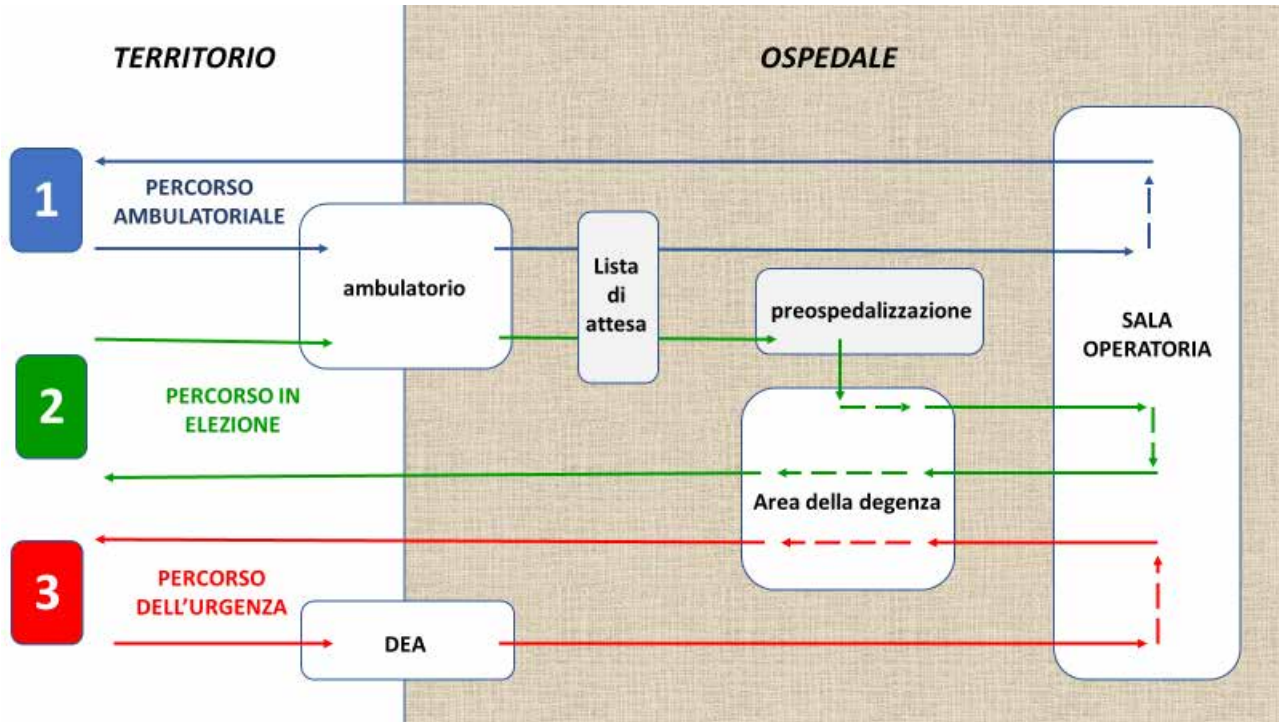 TERRITORIO
OSPEDALE
1
PERCORSO
AMBULATORIALE
ambulatorio
Lista
di
attesa
preospedalizzazione
SALA
OPERATORIA
2
PERCORSO IN
ELEZIONE
Area della degenza
3
PERCORSO
DELL'URGENZA
DEA